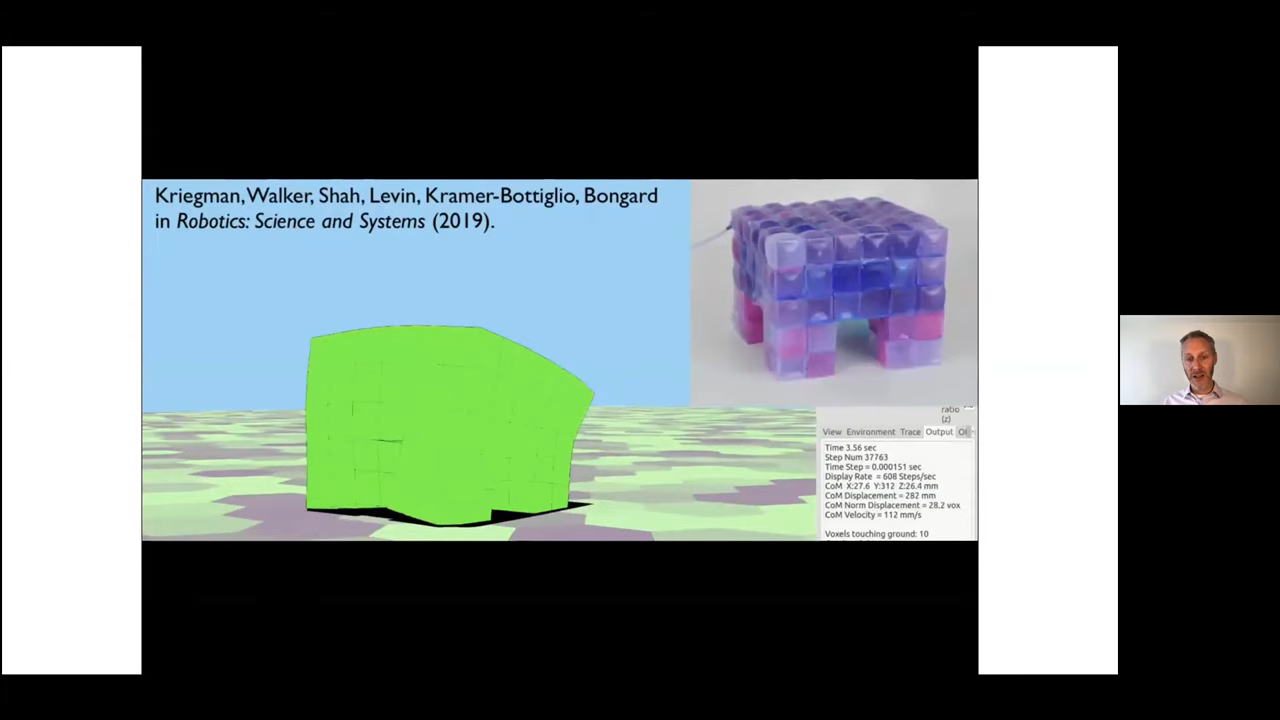 Kriegman, Walker, Shah, Levin, Kramer-Bottiglio, Bongard
in Robotics: Science and Systems (2019).
ratio
(z)
View Environment Trace Output
Time 3.56 sec
Step Num 37763
Time Step = 0.000151 sec
Display Rate = 608 Steps/sec
CoM X:27.6 Y:312 Z:26.4 mm
CoM Displacement = 282 mm
CoM Norm Displacement = 28.2 vox
CoM Velocity = 112 mm/s
Voxels touching ground: 10